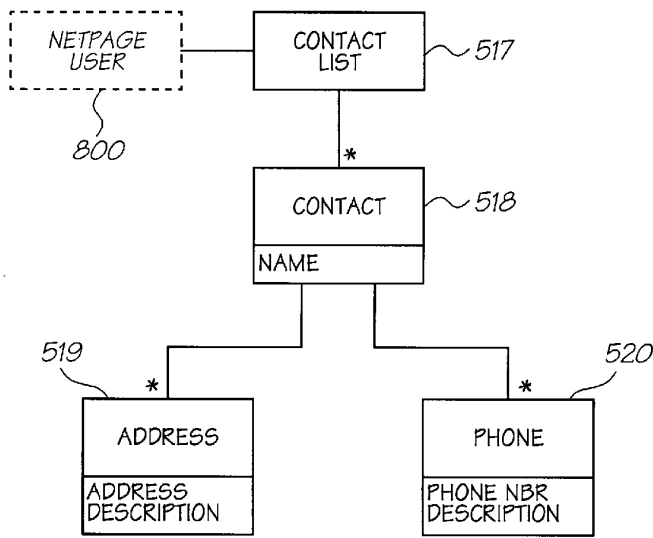 NETPAGE
USER
CONTACT
LIST
517
800
*
CONTACT
518
NAME
519
520
*
*
ADDRESS
PHONE
ADDRESS
DESCRIPTION
PHONE NBR
DESCRIPTION